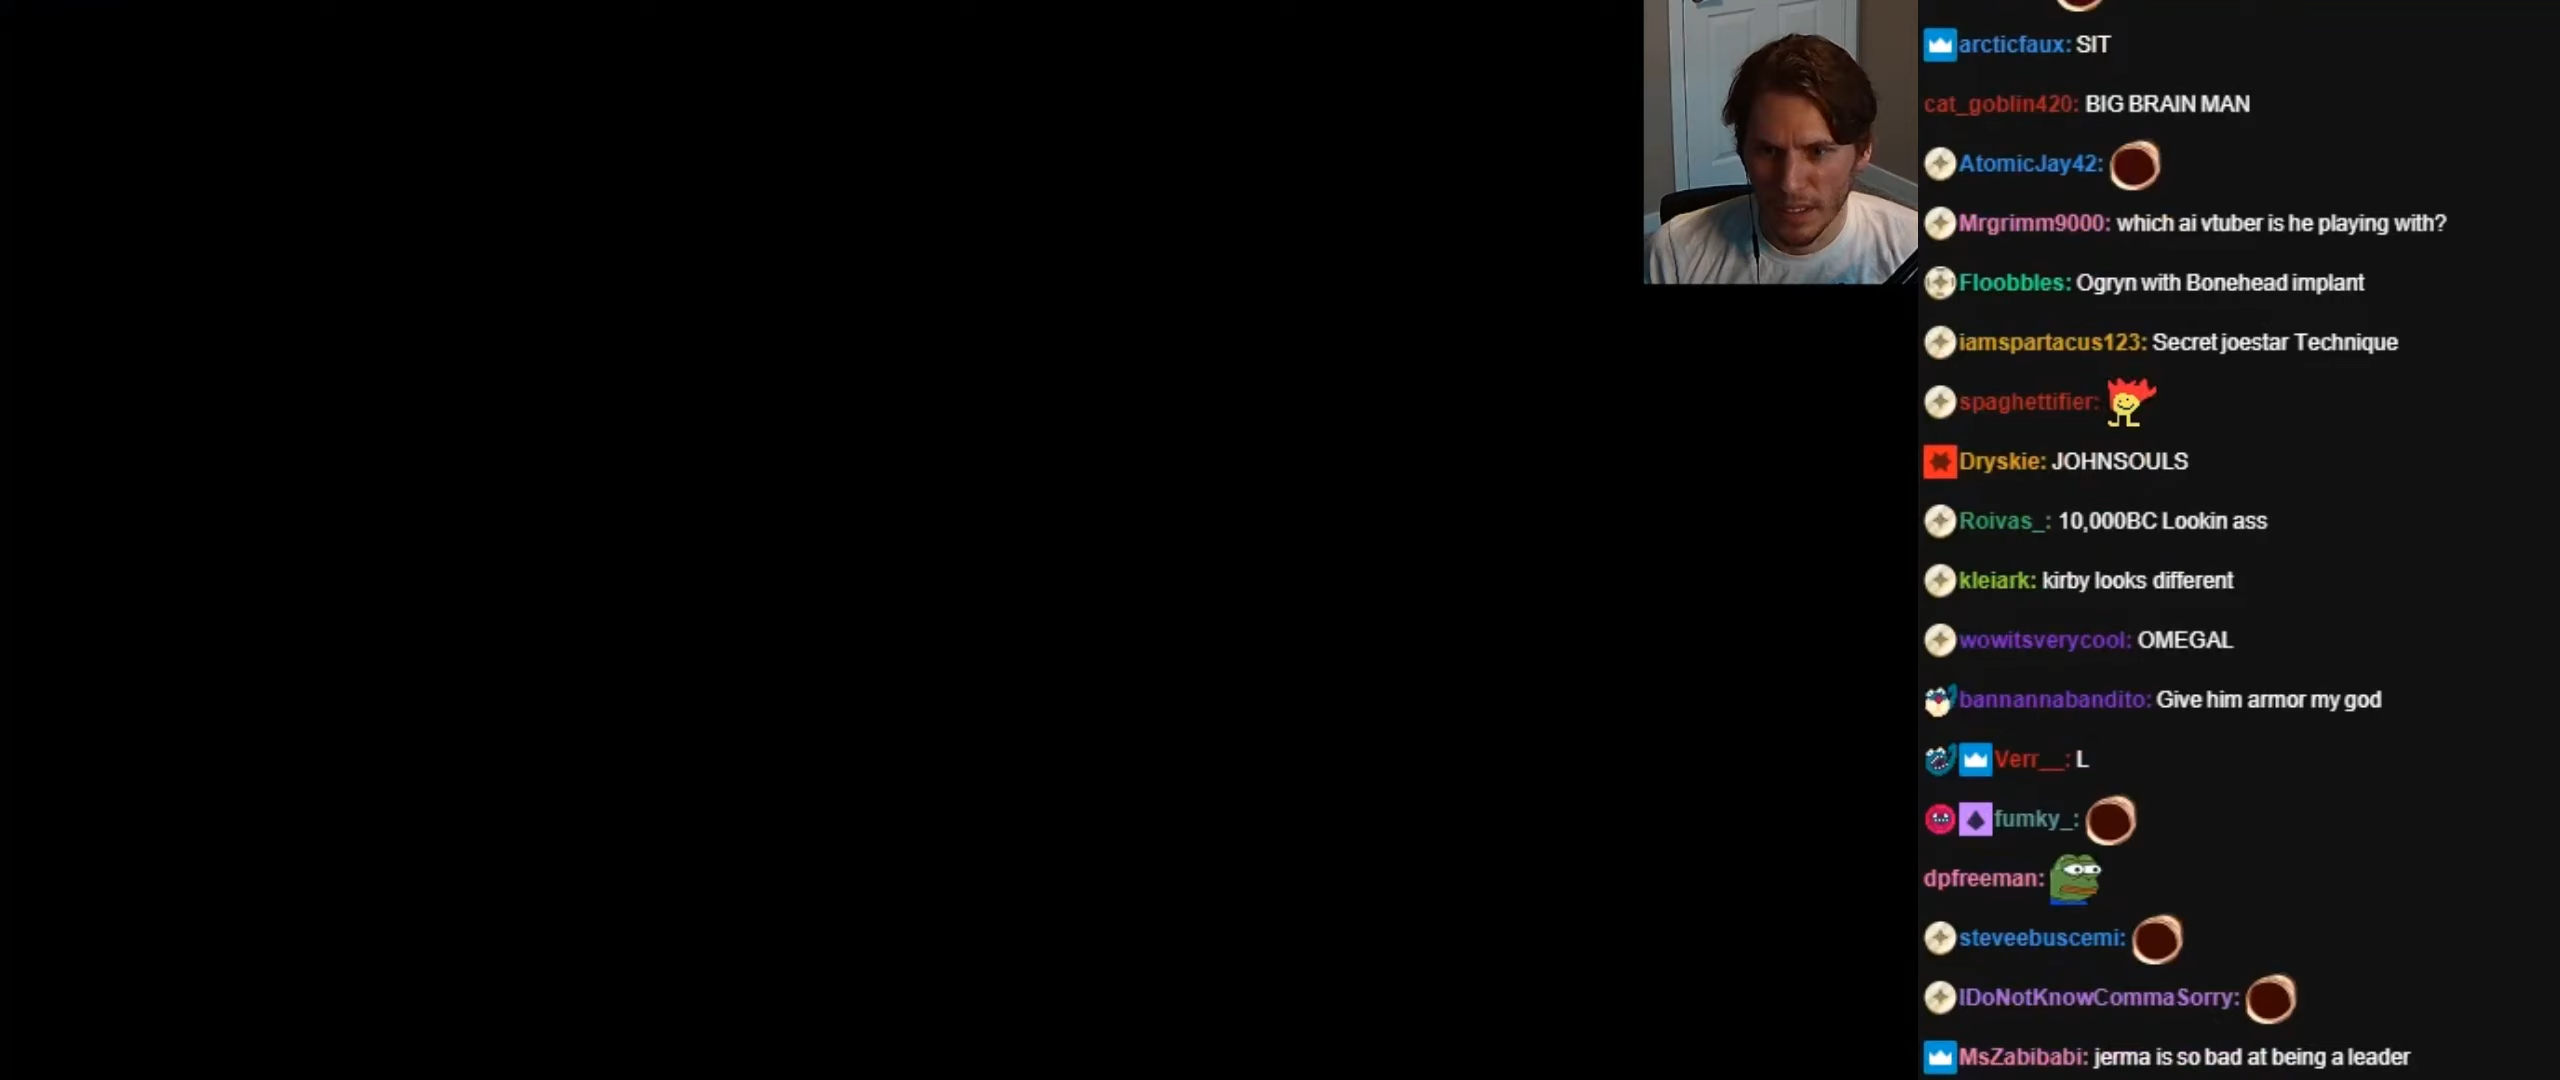 arcticfaux: SIT
cat_goblin420: BIG BRAIN MAN
AtomicJay42:
Mrgrimm9000: which ai vtuber is he playing with?
Floobbles: Ogryn with Bonehead implant
iamspartacus123: Secret joestar Technique
spaghettifier:
Dryskie: JOHNSOULS
Roivas_: 10,000BC Lookin ass
kleiark: kirby looks different
wowitsverycool: OMEGAL
bannannabandito: Give him armor my god
Verr__: L
fumky_:
dpfreeman:
steveebuscemi:
IDoNotKnowCommaSorry:
MsZabibabi: jerma is so bad at being a leader